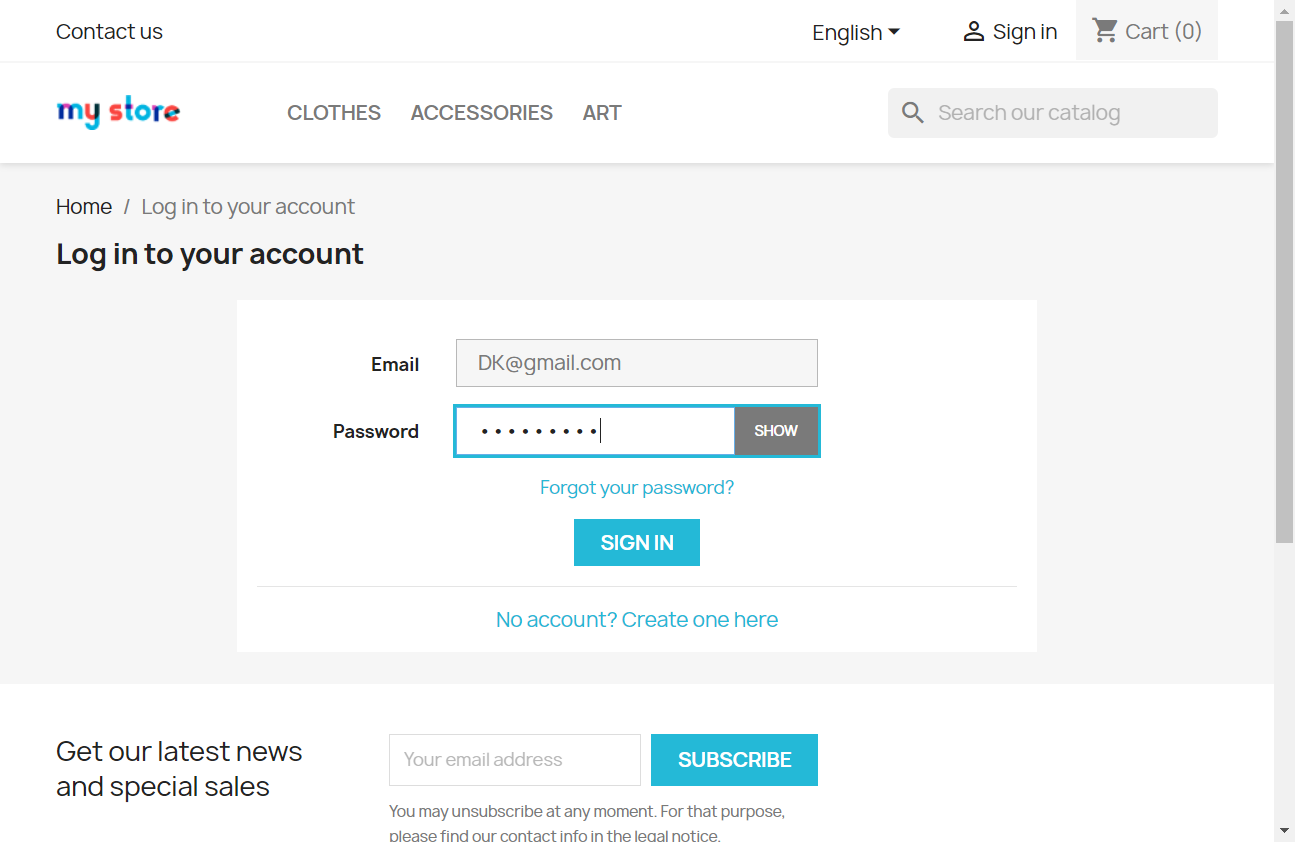 Contact us
English
Sign in
Cart (0)
my store
CLOTHES
ACCESSORIES
ART
Search our catalog
Home / Log in to your account
Log in to your account
Email
DK@gmail.com
Password
•••••••••
SHOW
Forgot your password?
SIGN IN
No account? Create one here
Get our latest news
and special sales
Your email address
SUBSCRIBE
You may unsubscribe at any moment. For that purpose,
please find our contact info in the legal notice.